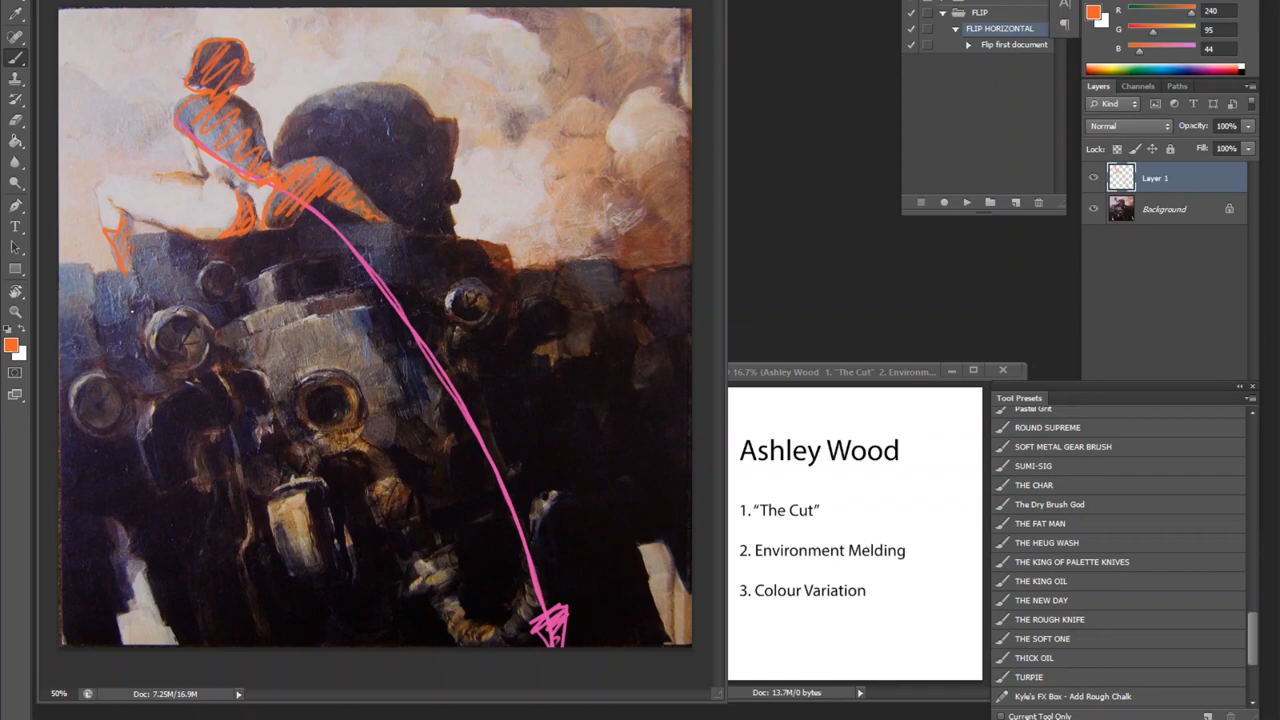 FLIP
FLIP HORIZONTAL
Flip first document
R 240
G 95
B 44
Layers Channels Paths
Kind
Normal Opacity: 100%
Lock: Fill: 100%
Layer 1
Background
16.7% (Ashley Wood 1. "The Cut" 2. Environm...
Ashley Wood
1. “The Cut”
2. Environment Melding
3. Colour Variation
Tool Presets
Pastel Grit
ROUND SUPREME
SOFT METAL GEAR BRUSH
SUMI-SIG
THE CHAR
The Dry Brush God
THE FAT MAN
THE HEUG WASH
THE KING OF PALETTE KNIVES
THE KING OIL
THE NEW DAY
THE ROUGH KNIFE
THE SOFT ONE
THICK OIL
TURPIE
Kyle's FX Box - Add Rough Chalk
Current Tool Only
50% Doc: 7.25M/16.9M
Doc: 13.7M/0 bytes